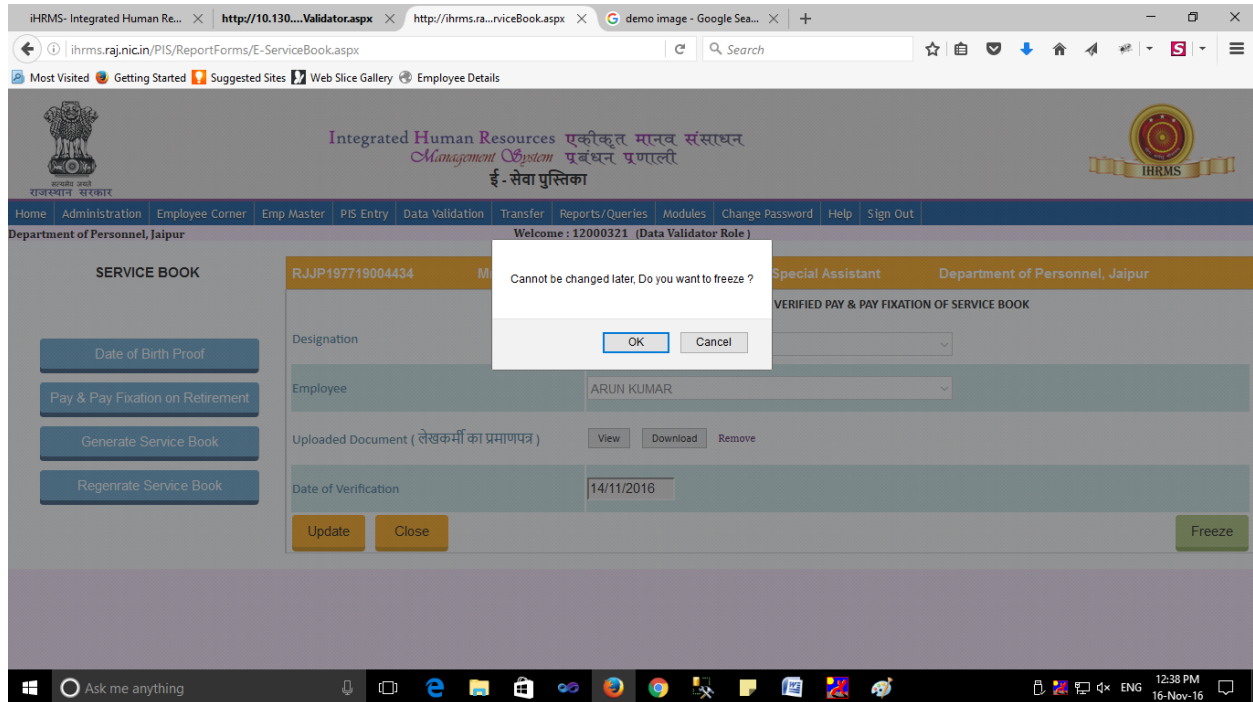 iHRMS- Integrated Human Re... http://10.130....Validator.aspx http://ihrms.ra...rviceBook.aspx G demo image - Google Sea...
ihrms.raj.nic.in/PIS/ReportForms/E-ServiceBook.aspx Search
Most Visited Getting Started Suggested Sites Web Slice Gallery Employee Details
Integrated Human Resources एकीकृत मानव संसाधन
Management System प्रबंधन प्रणाली
ई - सेवा पुस्तिका
सत्यमेव जयते
राजस्थान सरकार
IHRMS
Home Administration Employee Corner Emp Master PIS Entry Data Validation Transfer Reports/Queries Modules Change Password Help Sign Out
Department of Personnel, Jaipur Welcome : 12000321 (Data Validator Role )
SERVICE BOOK
Date of Birth Proof
Pay & Pay Fixation on Retirement
Generate Service Book
Regenrate Service Book
RJJP197719004434 Special Assistant Department of Personnel, Jaipur
VERIFIED PAY & PAY FIXATION OF SERVICE BOOK
Cannot be changed later, Do you want to freeze ?
OK Cancel
Designation
Employee ARUN KUMAR
Uploaded Document ( लेखकर्मी का प्रमाणपत्र ) View Download Remove
Date of Verification 14/11/2016
Update Close Freeze
Ask me anything ENG 12:38 PM
16-Nov-16